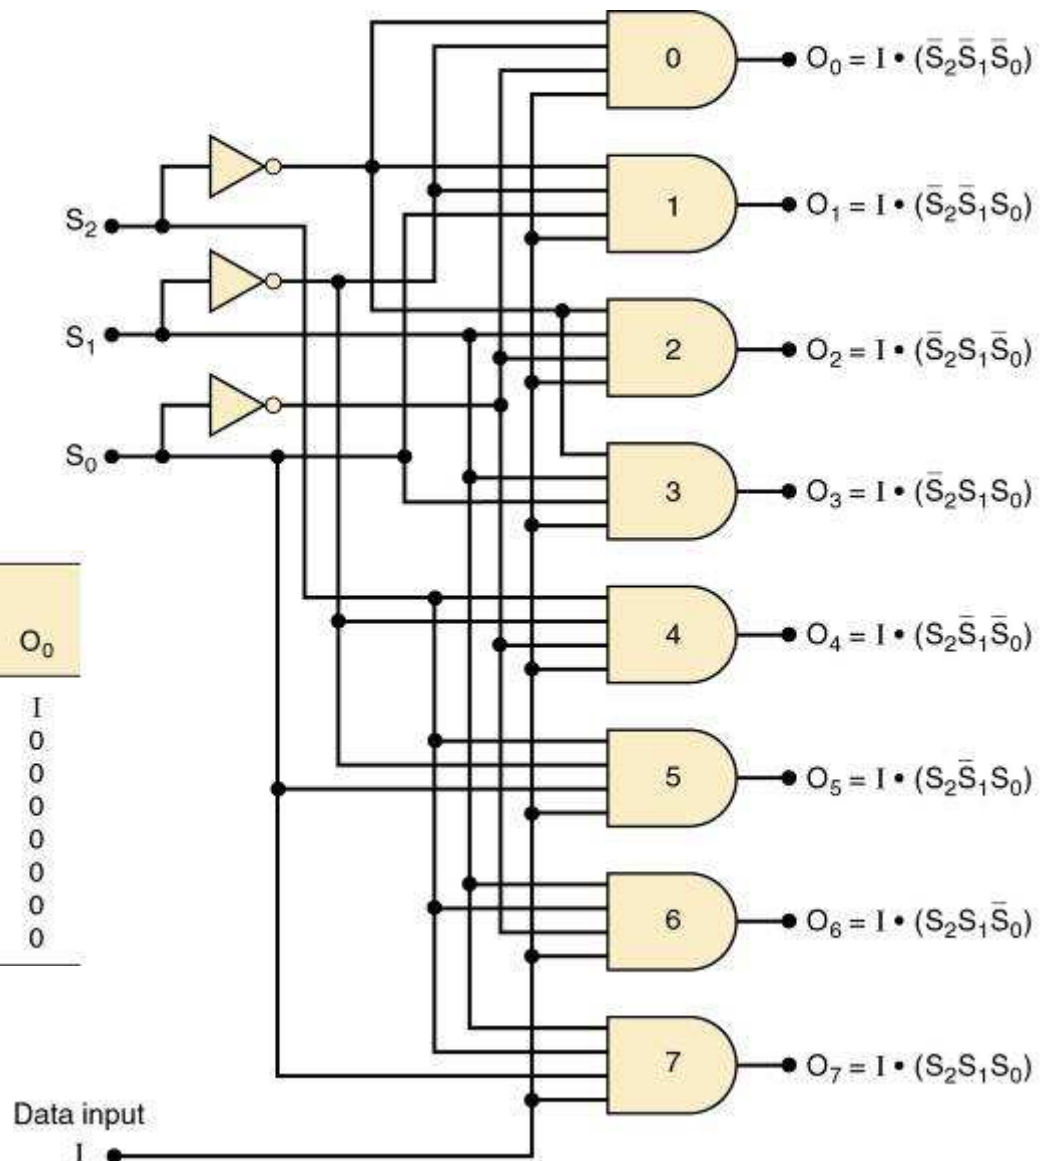 0
O₀ = I • (S̅₂S̅₁S̅₀)
1
O₁ = I • (S̅₂S̅₁S₀)
S₂
2
O₂ = I • (S̅₂S₁S̅₀)
S₁
3
O₃ = I • (S̅₂S₁S₀)
S₀
4
O₄ = I • (S₂S̅₁S̅₀)
5
O₅ = I • (S₂S̅₁S₀)
6
O₆ = I • (S₂S₁S̅₀)
7
O₇ = I • (S₂S₁S₀)
O₀
I
0
0
0
0
0
0
0
Data input
I